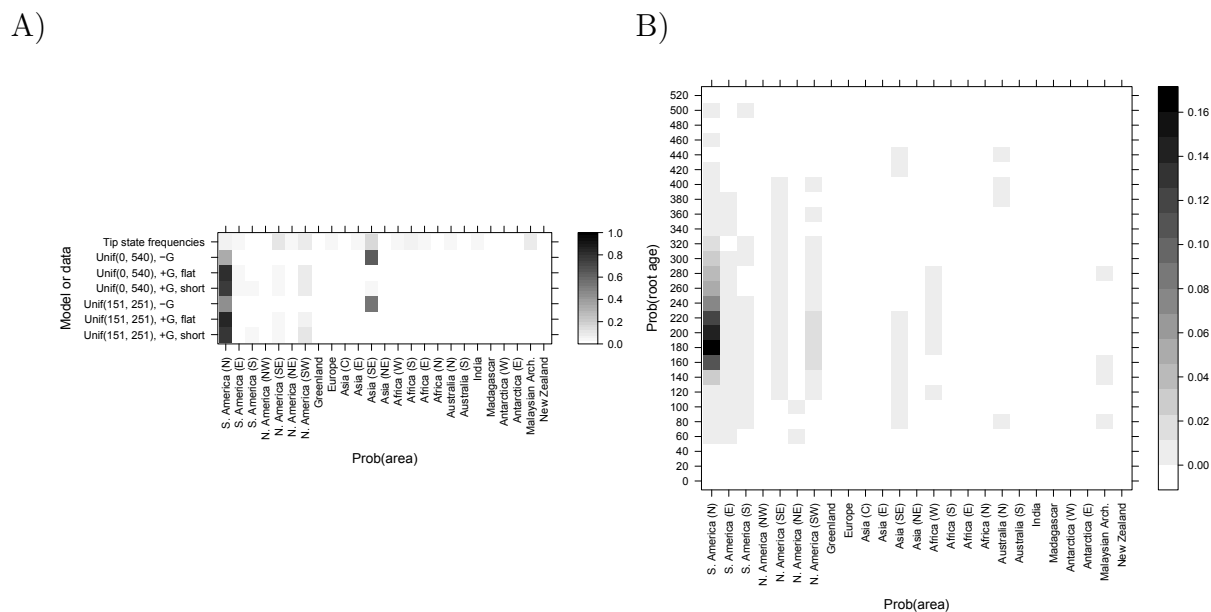 A)
Model or data
Tip state frequencies
Unif(0, 540), −G
Unif(0, 540), +G, flat
Unif(0, 540), +G, short
Unif(151, 251), −G
Unif(151, 251), +G, flat
Unif(151, 251), +G, short
1.0
0.8
0.6
0.4
0.2
0.0
S. America (N)
S. America (E)
S. America (S)
N. America (NW)
N. America (SE)
N. America (NE)
N. America (SW)
Greenland
Europe
Asia (C)
Asia (E)
Asia (SE)
Asia (NE)
Africa (W)
Africa (S)
Africa (E)
Africa (N)
Australia (N)
Australia (S)
India
Madagascar
Antarctica (W)
Antarctica (E)
Malaysian Arch.
New Zealand
Prob(area)
B)
Prob(root age)
520
500
480
460
440
420
400
380
360
340
320
300
280
260
240
220
200
180
160
140
120
100
80
60
40
20
0
0.16
0.14
0.12
0.10
0.08
0.06
0.04
0.02
0.00
S. America (N)
S. America (E)
S. America (S)
N. America (NW)
N. America (SE)
N. America (NE)
N. America (SW)
Greenland
Europe
Asia (C)
Asia (E)
Asia (SE)
Asia (NE)
Africa (W)
Africa (S)
Africa (E)
Africa (N)
Australia (N)
Australia (S)
India
Madagascar
Antarctica (W)
Antarctica (E)
Malaysian Arch.
New Zealand
Prob(area)